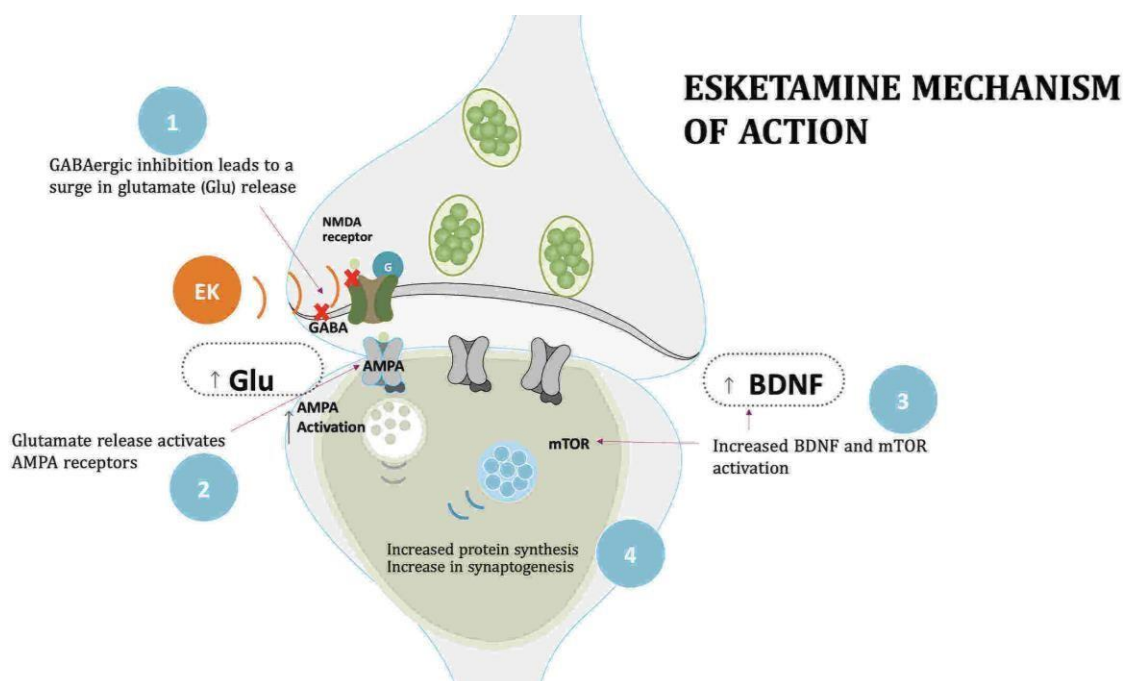 ESKETAMINE MECHANISM
OF ACTION
1
GABAergic inhibition leads to a
surge in glutamate (Glu) release
NMDA
receptor
G
EK
GABA
↑ Glu
AMPA
↑ AMPA
Activation
Glutamate release activates
AMPA receptors
2
↑ BDNF
3
mTOR
Increased BDNF and mTOR
activation
Increased protein synthesis
Increase in synaptogenesis
4